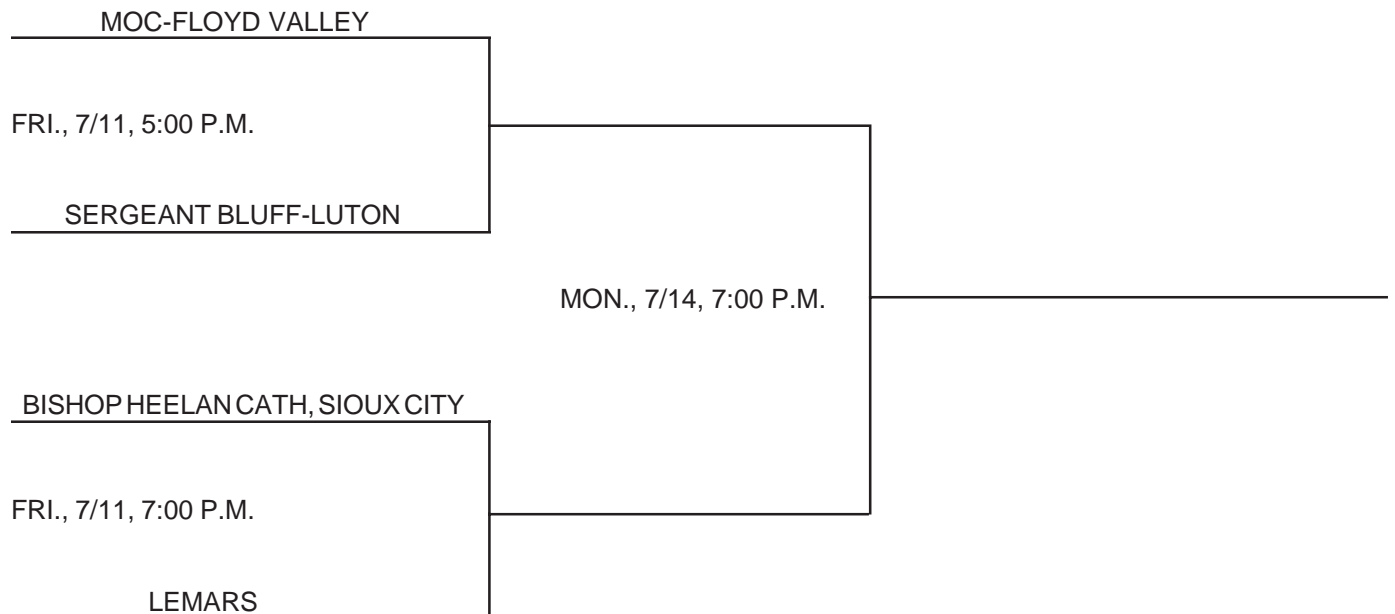 MOC-FLOYD VALLEY
FRI., 7/11, 5:00 P.M.
SERGEANT BLUFF-LUTON
MON., 7/14, 7:00 P.M.
BISHOP HEELAN CATH, SIOUX CITY
FRI., 7/11, 7:00 P.M.
LEMARS